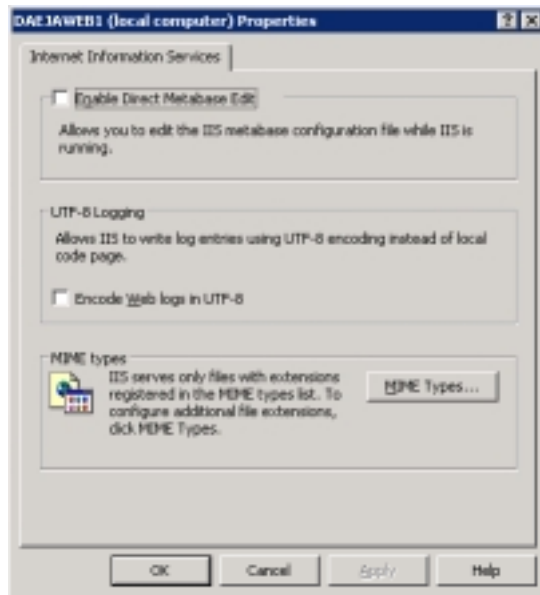 DAEJAWEB1 (local computer) Properties
Internet Information Services
Enable Direct Metabase Edit
Allows you to edit the IIS metabase configuration file while IIS is
running.
UTF-8 Logging
Allows IIS to write log entries using UTF-8 encoding instead of local
code page.
Encode Web logs in UTF-8
MIME types
IIS serves only files with extensions
registered in the MIME types list. To
configure additional file extensions,
click MIME Types.
MIME Types...
OK
Cancel
Apply
Help